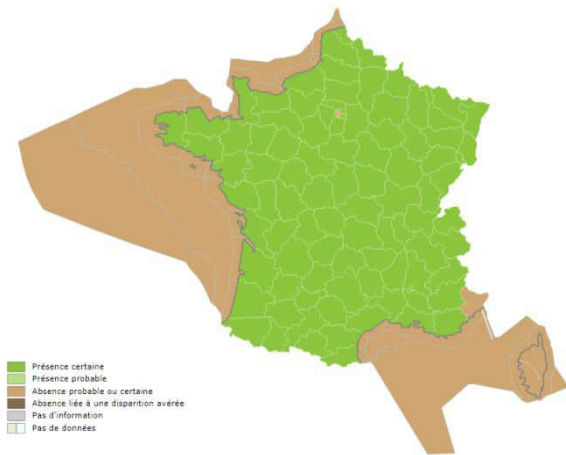 Présence certaine
Présence probable
Absence probable ou certaine
Absence liée à une disparition avérée
Pas d'information
Pas de données